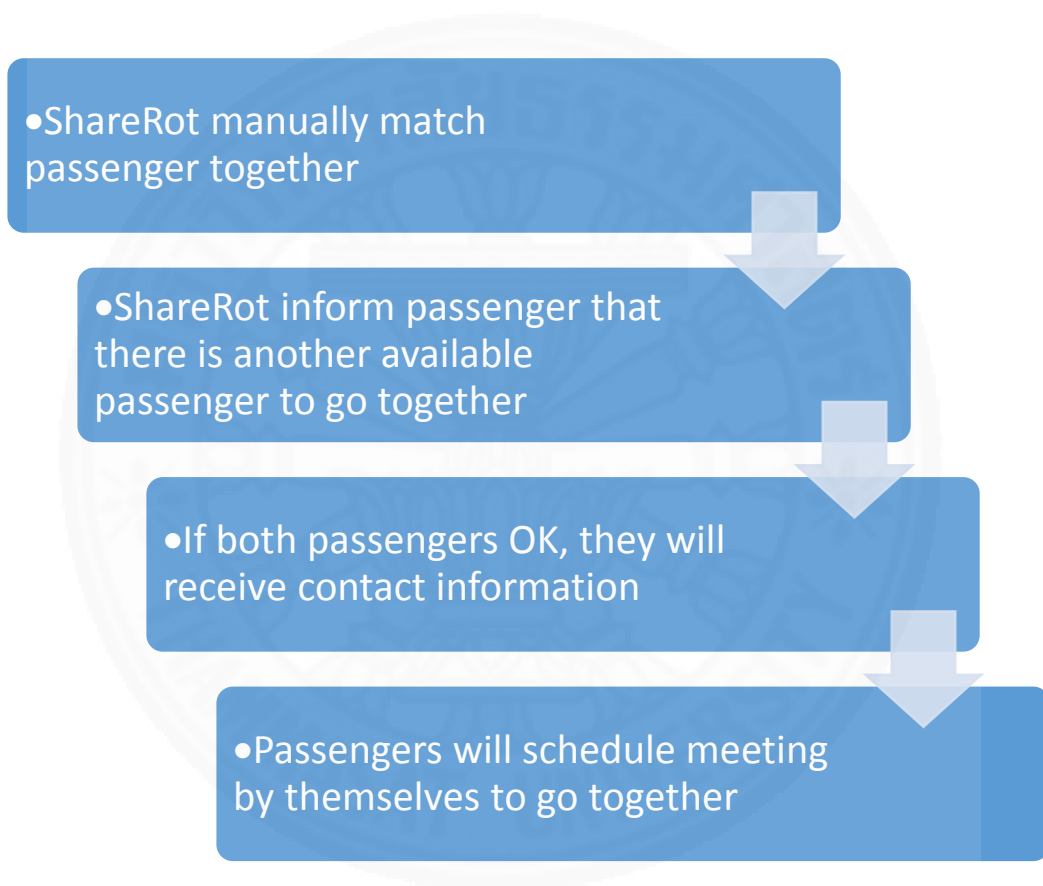 •ShareRot manually match
passenger together
•ShareRot inform passenger that
there is another available
passenger to go together
•If both passengers OK, they will
receive contact information
•Passengers will schedule meeting
by themselves to go together